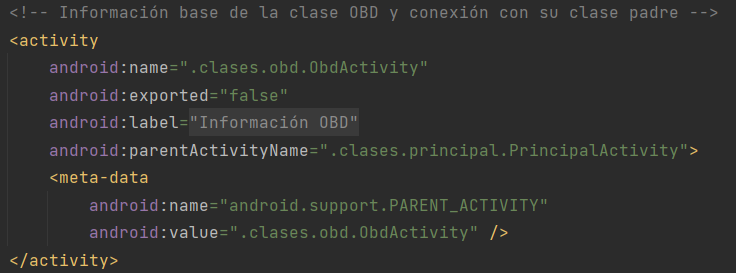 <!-- Información base de la clase OBD y conexión con su clase padre -->
<activity
android:name=".clases.obd.ObdActivity"
android:exported="false"
android:label="Información OBD"
android:parentActivityName=".clases.principal.PrincipalActivity">
<meta-data
android:name="android.support.PARENT_ACTIVITY"
android:value=".clases.obd.ObdActivity" />
</activity>